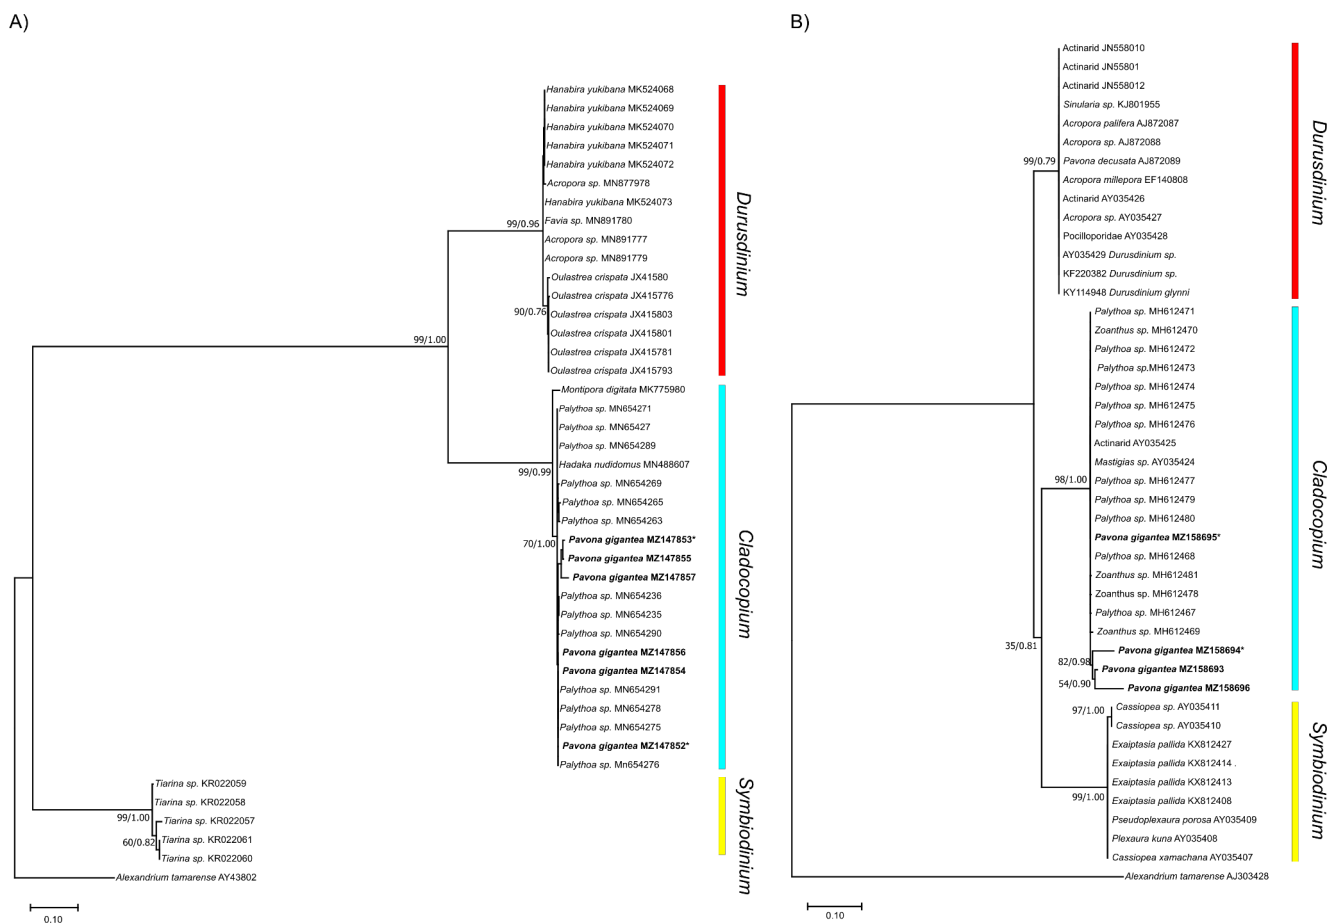 A)
Hanabira yukibana MK524068
Hanabira yukibana MK524069
Hanabira yukibana MK524070
Hanabira yukibana MK524071
Hanabira yukibana MK524072
Acropora sp. MN877978
Hanabira yukibana MK524073
Favia sp. MN891780
99/0.96
Acropora sp. MN891777
Acropora sp. MN891779
Oulastrea crispata JX41580
Oulastrea crispata JX415776
90/0.76
Oulastrea crispata JX415803
Oulastrea crispata JX415801
99/1.00
Oulastrea crispata JX415781
Oulastrea crispata JX415793
Durusdinium
Montipora digitata MK775980
Palythoa sp. MN654271
Palythoa sp. MN65427
Palythoa sp. MN654289
Hadaka nudidomus MN488607
99/0.99
Palythoa sp. MN654269
Palythoa sp. MN654265
Palythoa sp. MN654263
Pavona gigantea MZ147853*
70/1.00
Pavona gigantea MZ147855
Pavona gigantea MZ147857
Palythoa sp. MN654236
Palythoa sp. MN654235
Palythoa sp. MN654290
Pavona gigantea MZ147856
Pavona gigantea MZ147854
Palythoa sp. MN654291
Palythoa sp. MN654278
Palythoa sp. MN654275
Pavona gigantea MZ147852*
Palythoa sp. Mn654276
Cladocopium
Tiarina sp. KR022059
Tiarina sp. KR022058
99/1.00
Tiarina sp. KR022057
60/0.82
Tiarina sp. KR022061
Tiarina sp. KR022060
Symbiodinium
Alexandrium tamarense AY43802
0.10
B)
Actinarid JN558010
Actinarid JN55801
Actinarid JN558012
Sinularia sp. KJ801955
Acropora palifera AJ872087
Acropora sp. AJ872088
99/0.79
Pavona decusata AJ872089
Acropora millepora EF140808
Actinarid AY035426
Acropora sp. AY035427
Pocilloporidae AY035428
AY035429 Durusdinium sp.
KF220382 Durusdinium sp.
KY114948 Durusdinium glynni
Durusdinium
Palythoa sp. MH612471
Zoanthus sp. MH612470
Palythoa sp. MH612472
Palythoa sp.MH612473
Palythoa sp. MH612474
Palythoa sp. MH612475
Palythoa sp. MH612476
Actinarid AY035425
Mastigias sp. AY035424
98/1.00
Palythoa sp. MH612477
Palythoa sp. MH612479
Palythoa sp. MH612480
Pavona gigantea MZ158695*
Palythoa sp. MH612468
Zoanthus sp. MH612481
Zoanthus sp. MH612478
Palythoa sp. MH612467
Zoanthus sp. MH612469
35/0.81
Pavona gigantea MZ158694*
82/0.98
Pavona gigantea MZ158693
54/0.90
Pavona gigantea MZ158696
Cladocopium
97/1.00
Cassiopea sp. AY035411
Cassiopea sp. AY035410
Exaiptasia pallida KX812427
Exaiptasia pallida KX812414 .
Exaiptasia pallida KX812413
99/1.00
Exaiptasia pallida KX812408
Pseudoplexaura porosa AY035409
Plexaura kuna AY035408
Cassiopea xamachana AY035407
Symbiodinium
Alexandrium tamarense AJ303428
0.10